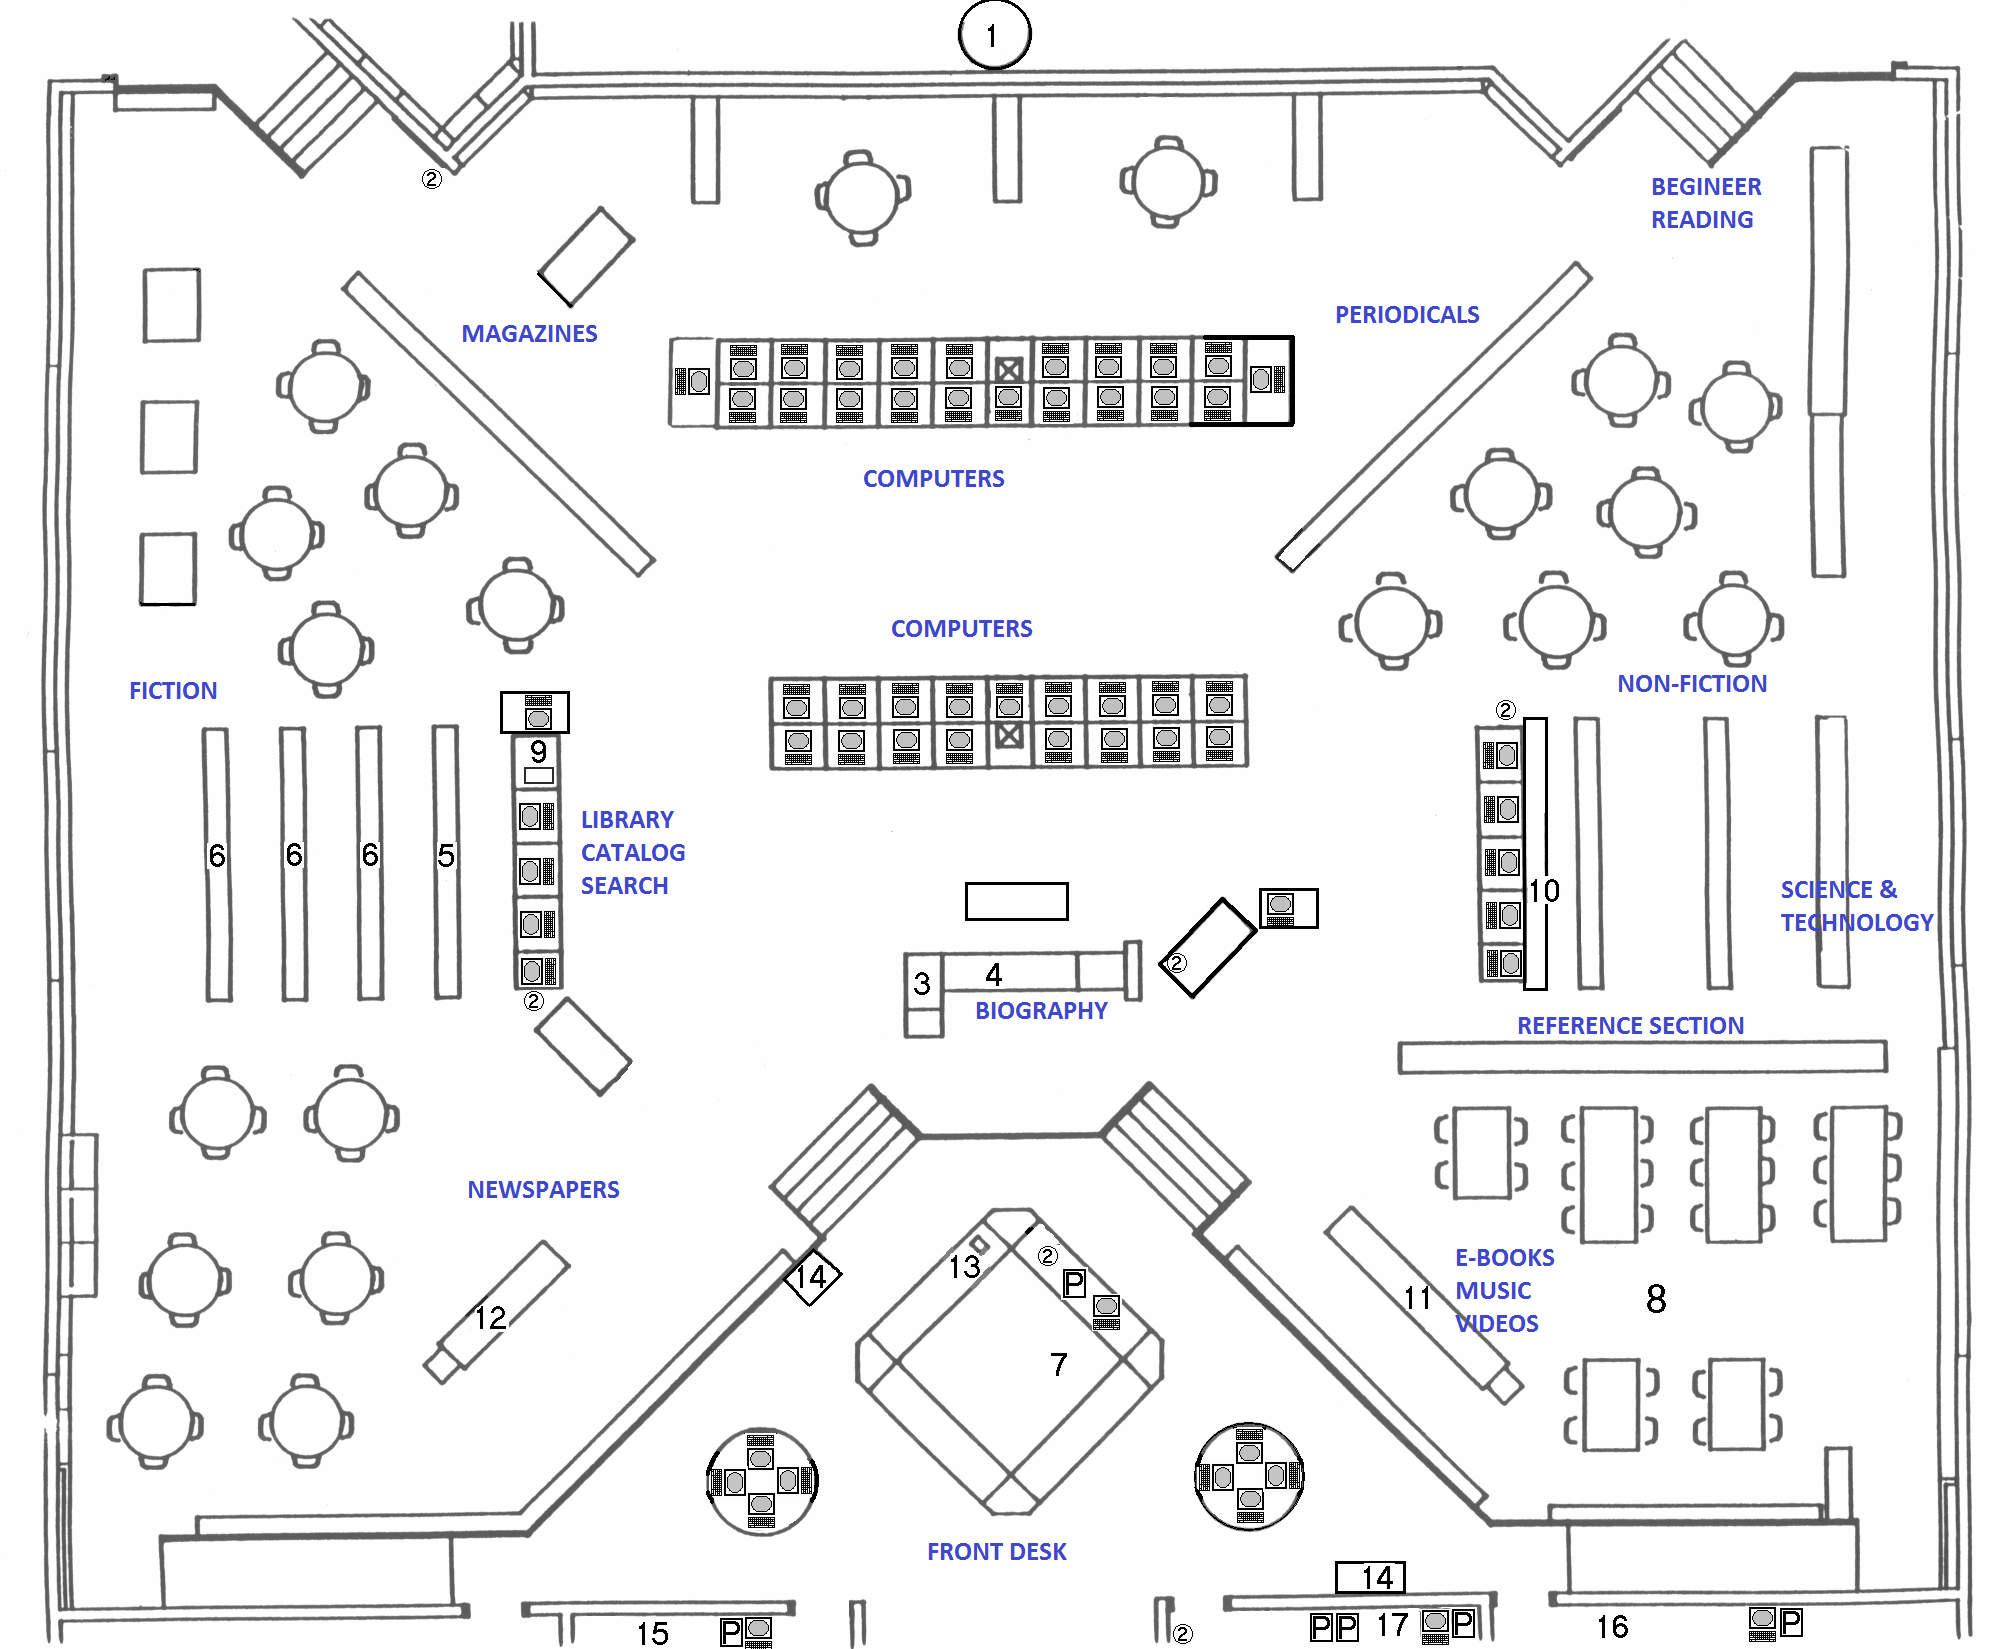 1
②
BEGINEER
READING
MAGAZINES
PERIODICALS
COMPUTERS
COMPUTERS
FICTION
NON-FICTION
②
9
LIBRARY
CATALOG
SEARCH
6
6
6
5
10
SCIENCE &
TECHNOLOGY
②
3
4
②
BIOGRAPHY
REFERENCE SECTION
NEWSPAPERS
13
②
14
P
E-BOOKS
MUSIC
VIDEOS
11
8
12
7
FRONT DESK
14
15
P
②
P P
17
P
16
P